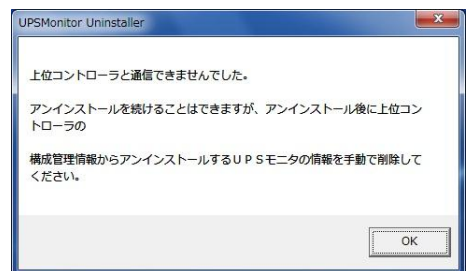 UPSMonitor Uninstaller
上位コントローラと通信できませんでした。
アンインストールを続けることはできますが、アンインストール後に上位コン
トローラの
構成管理情報からアンインストールするＵＰＳモニタの情報を手動で削除して
ください。
OK